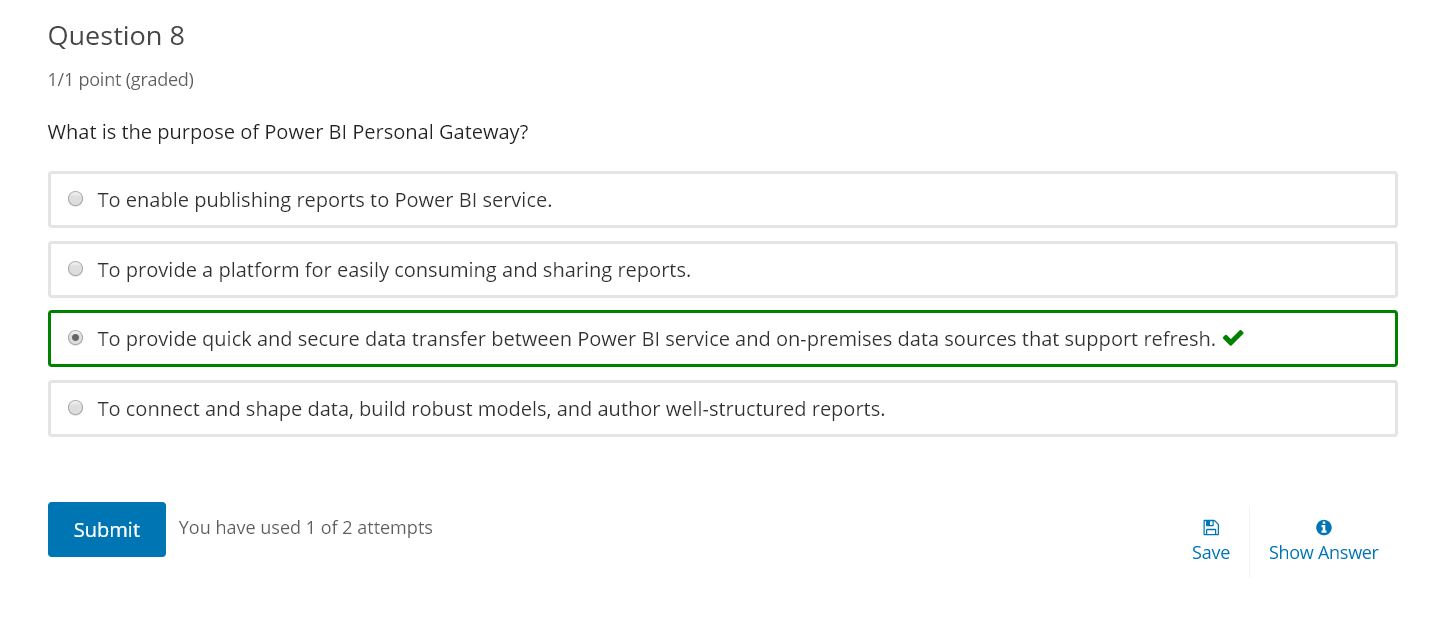 Question 8
1/1 point (graded)
What is the purpose of Power BI Personal Gateway?
To enable publishing reports to Power BI service.
To provide a platform for easily consuming and sharing reports.
To provide quick and secure data transfer between Power BI service and on-premises data sources that support refresh.
To connect and shape data, build robust models, and author well-structured reports.
Submit
You have used 1 of 2 attempts
Save
Show Answer